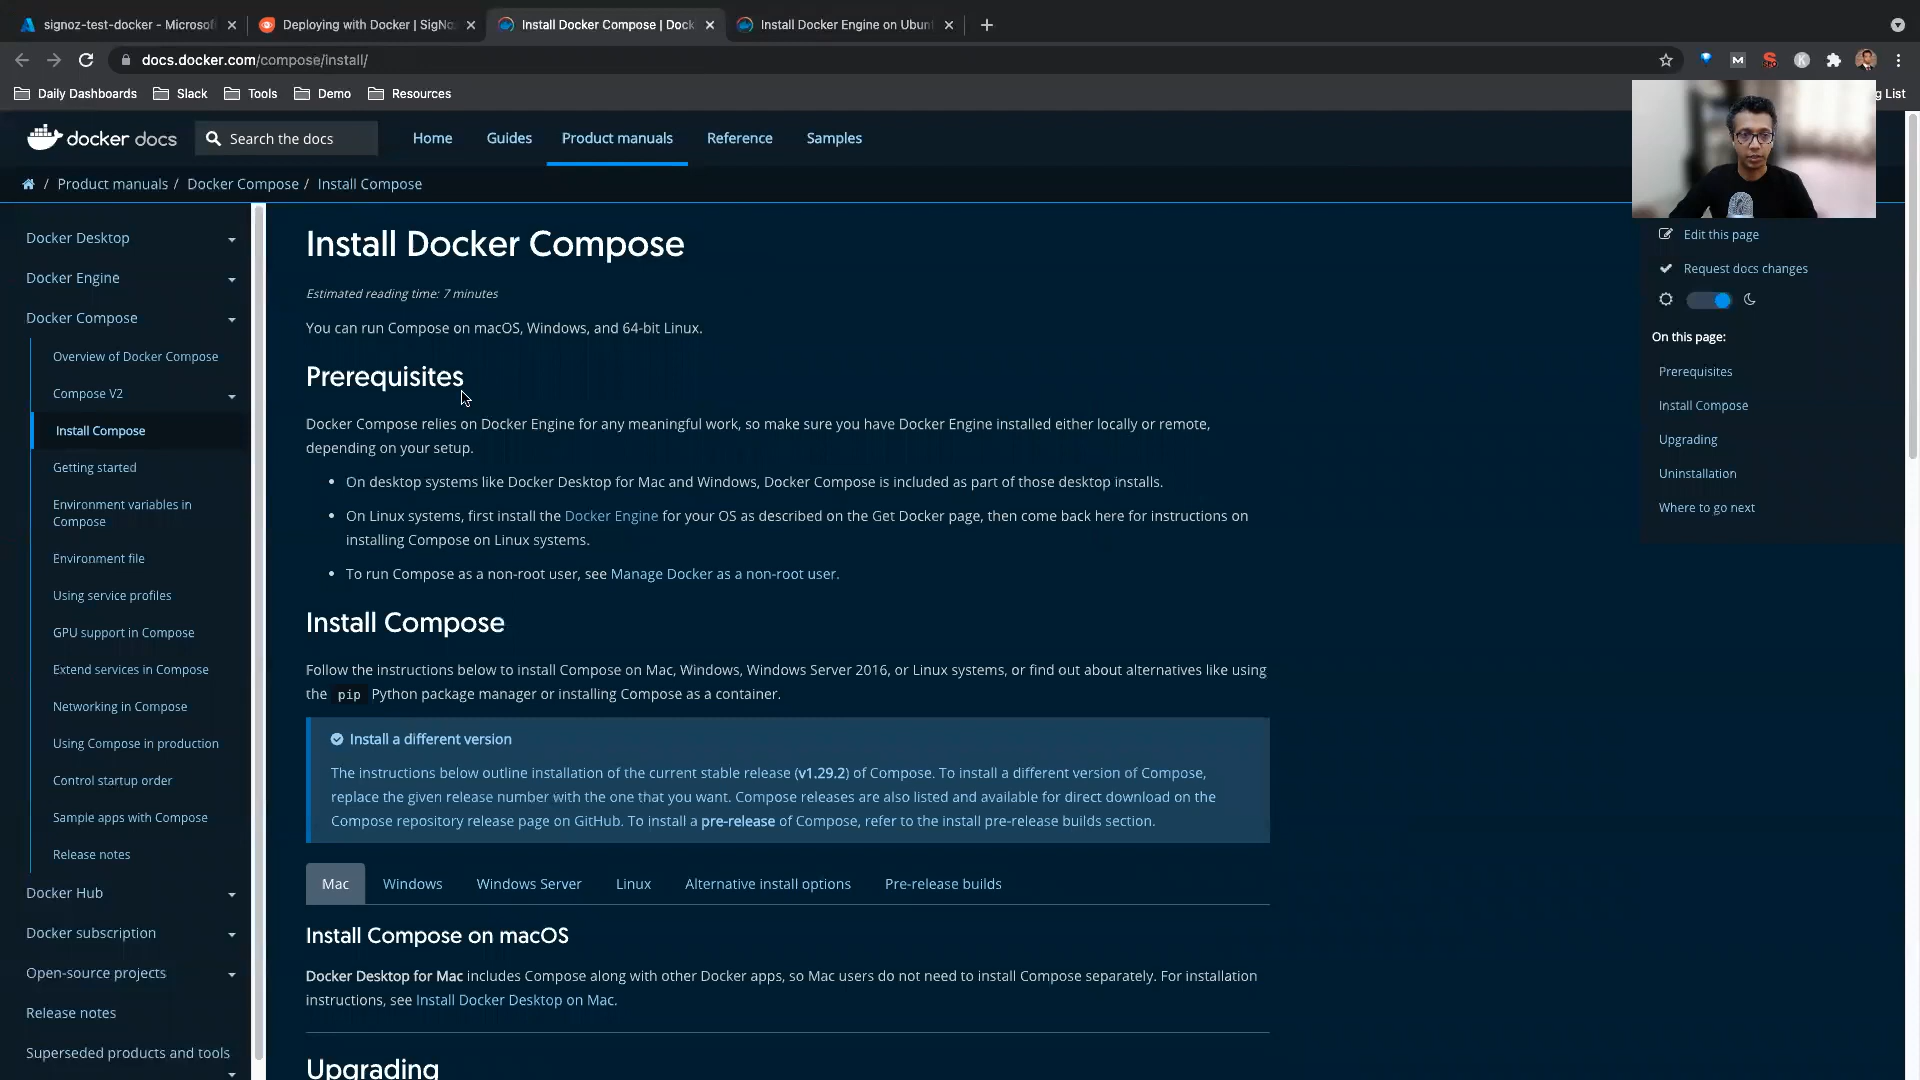 signoz-test-docker - Microsof
Deploying with Docker | SigNo
Install Docker Compose | Dock
Install Docker Engine on Ubunt
docs.docker.com/compose/install/
Daily Dashboards
Slack
Tools
Demo
Resources
g List
docker docs
Search the docs
Home
Guides
Product manuals
Reference
Samples
/ Product manuals / Docker Compose / Install Compose
Docker Desktop
Docker Engine
Docker Compose
Overview of Docker Compose
Compose V2
Install Compose
Getting started
Environment variables in
Compose
Environment file
Using service profiles
GPU support in Compose
Extend services in Compose
Networking in Compose
Using Compose in production
Control startup order
Sample apps with Compose
Release notes
Docker Hub
Docker subscription
Open-source projects
Release notes
Superseded products and tools
Install Docker Compose
Estimated reading time: 7 minutes
You can run Compose on macOS, Windows, and 64-bit Linux.
Prerequisites
Docker Compose relies on Docker Engine for any meaningful work, so make sure you have Docker Engine installed either locally or remote,
depending on your setup.
• On desktop systems like Docker Desktop for Mac and Windows, Docker Compose is included as part of those desktop installs.
• On Linux systems, first install the Docker Engine for your OS as described on the Get Docker page, then come back here for instructions on
installing Compose on Linux systems.
• To run Compose as a non-root user, see Manage Docker as a non-root user.
Install Compose
Follow the instructions below to install Compose on Mac, Windows, Windows Server 2016, or Linux systems, or find out about alternatives like using
the pip Python package manager or installing Compose as a container.
Install a different version
The instructions below outline installation of the current stable release (v1.29.2) of Compose. To install a different version of Compose,
replace the given release number with the one that you want. Compose releases are also listed and available for direct download on the
Compose repository release page on GitHub. To install a pre-release of Compose, refer to the install pre-release builds section.
Mac
Windows
Windows Server
Linux
Alternative install options
Pre-release builds
Install Compose on macOS
Docker Desktop for Mac includes Compose along with other Docker apps, so Mac users do not need to install Compose separately. For installation
instructions, see Install Docker Desktop on Mac.
Upgrading
Edit this page
Request docs changes
On this page:
Prerequisites
Install Compose
Upgrading
Uninstallation
Where to go next